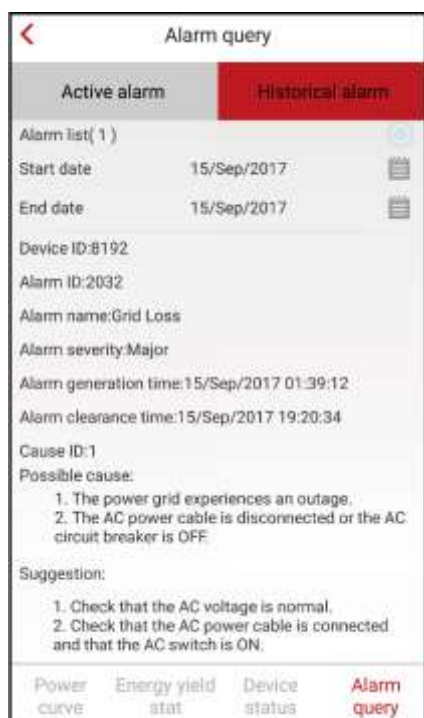 Alarm query
Active alarm
Historical alarm
Alarm list( 1 )
Start date 15/Sep/2017
End date 15/Sep/2017
Device ID:8192
Alarm ID:2032
Alarm name:Grid Loss
Alarm severity:Major
Alarm generation time:15/Sep/2017 01:39:12
Alarm clearance time:15/Sep/2017 19:20:34
Cause ID:1
Possible cause:
1. The power grid experiences an outage.
2. The AC power cable is disconnected or the AC
circuit breaker is OFF.
Suggestion:
1. Check that the AC voltage is normal.
2. Check that the AC power cable is connected
and that the AC switch is ON.
Power
curve
Energy yield
stat
Device
status
Alarm
query